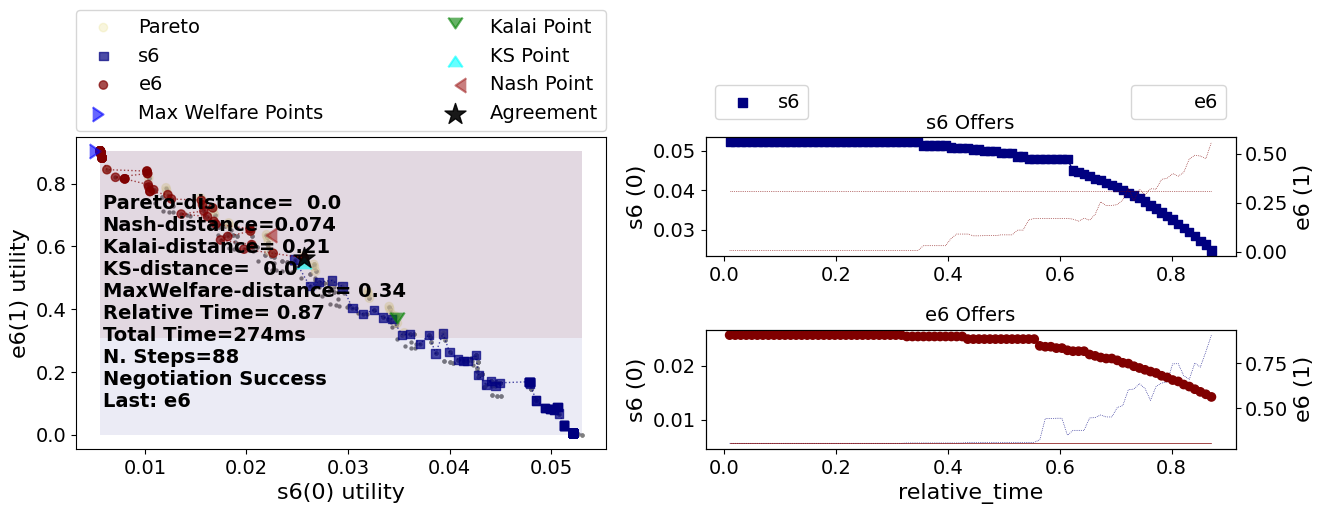 Pareto
s6
e6
Max Welfare Points
Kalai Point
KS Point
Nash Point
Agreement
e6(1) utility
0.8
0.6
0.4
0.2
0.0
Pareto-distance=  0.0
Nash-distance=0.074
Kalai-distance= 0.21
KS-distance=  0.0
MaxWelfare-distance= 0.34
Relative Time= 0.87
Total Time=274ms
N. Steps=88
Negotiation Success
Last: e6
0.01 0.02 0.03 0.04 0.05
s6(0) utility
s6
e6
s6 Offers
s6 (0)
0.05
0.04
0.03
0.50
0.25
0.00
e6 (1)
0.0 0.2 0.4 0.6 0.8
e6 Offers
s6 (0)
0.02
0.01
0.75
0.50
e6 (1)
0.0 0.2 0.4 0.6 0.8
relative_time